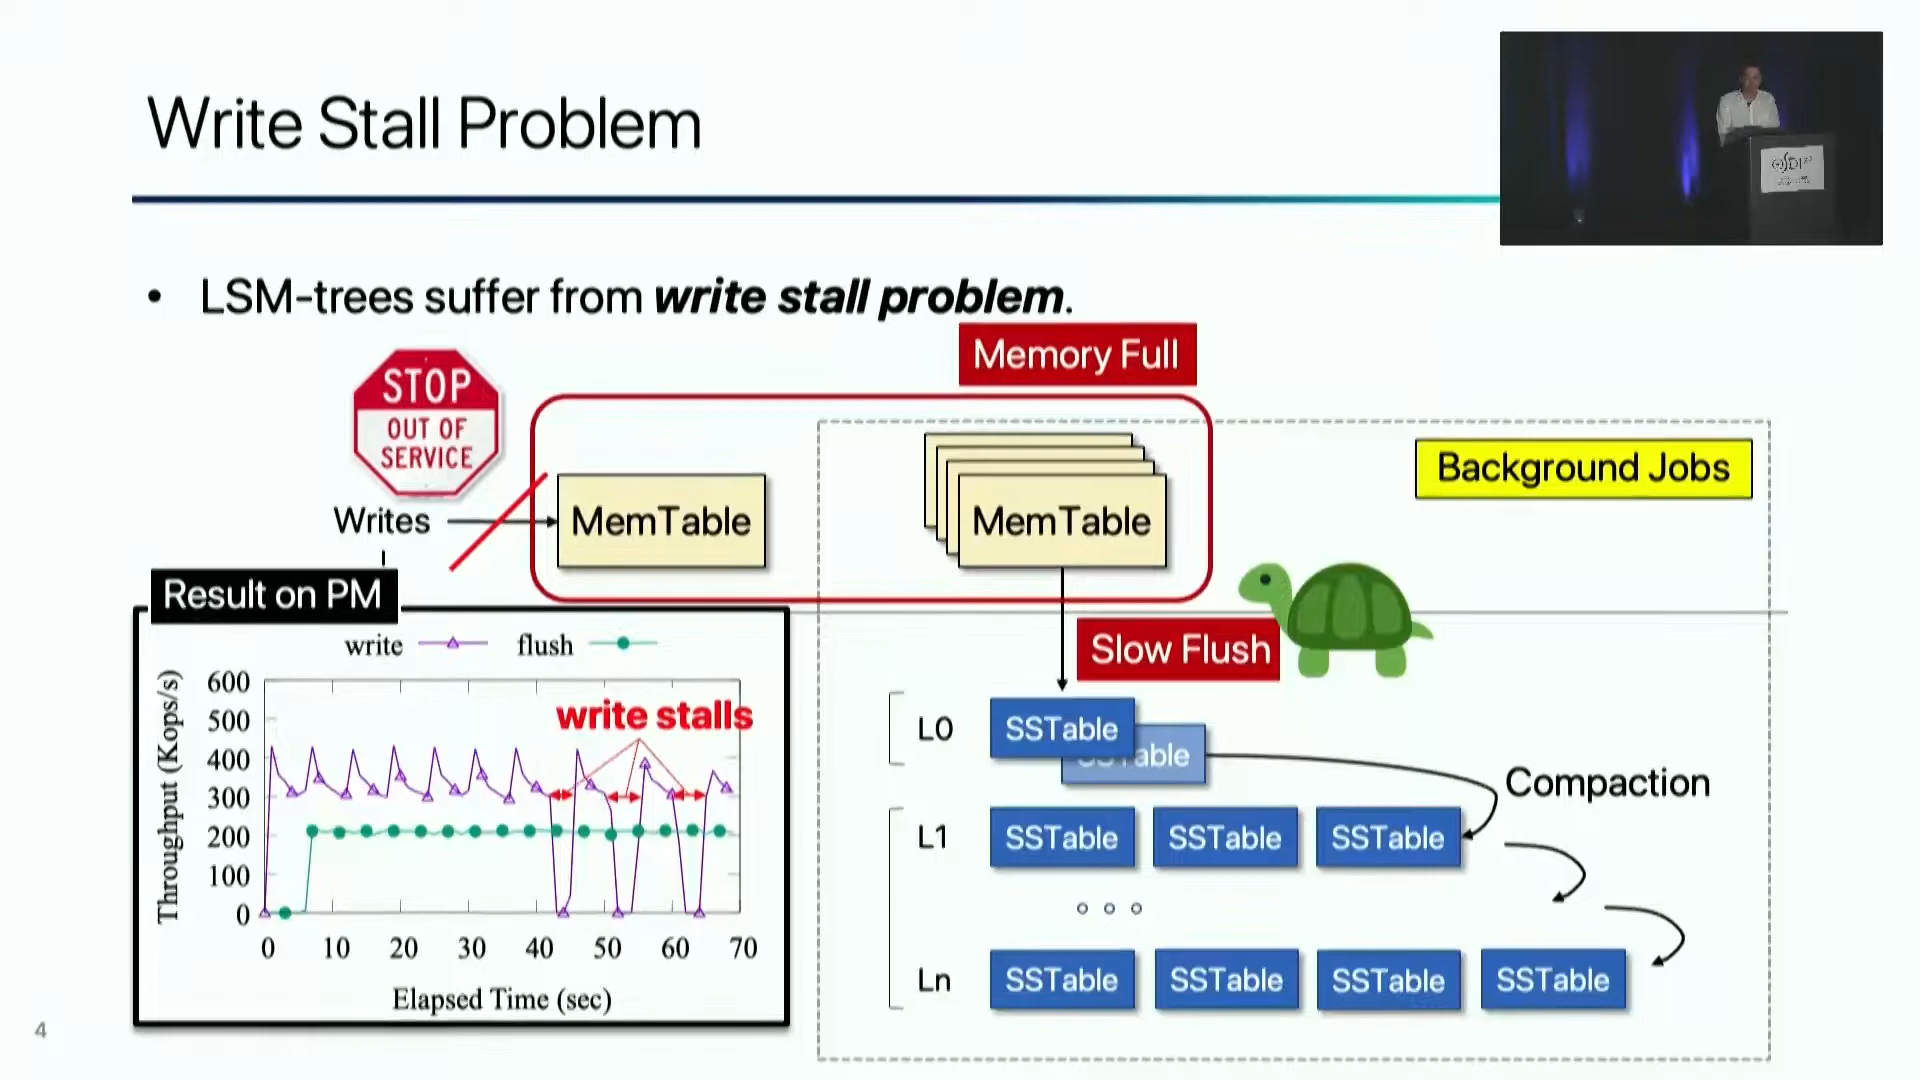 Write Stall Problem
• LSM-trees suffer from write stall problem.
Memory Full
STOP
OUT OF
SERVICE
Background Jobs
Writes
MemTable
MemTable
Result on PM
Slow Flush
write
flush
Throughput (Kops/s)
600
500
400
300
200
100
0
write stalls
0 10 20 30 40 50 60 70
Elapsed Time (sec)
L0
SSTable
able
Compaction
L1
SSTable
SSTable
SSTable
Ln
SSTable
SSTable
SSTable
SSTable
4